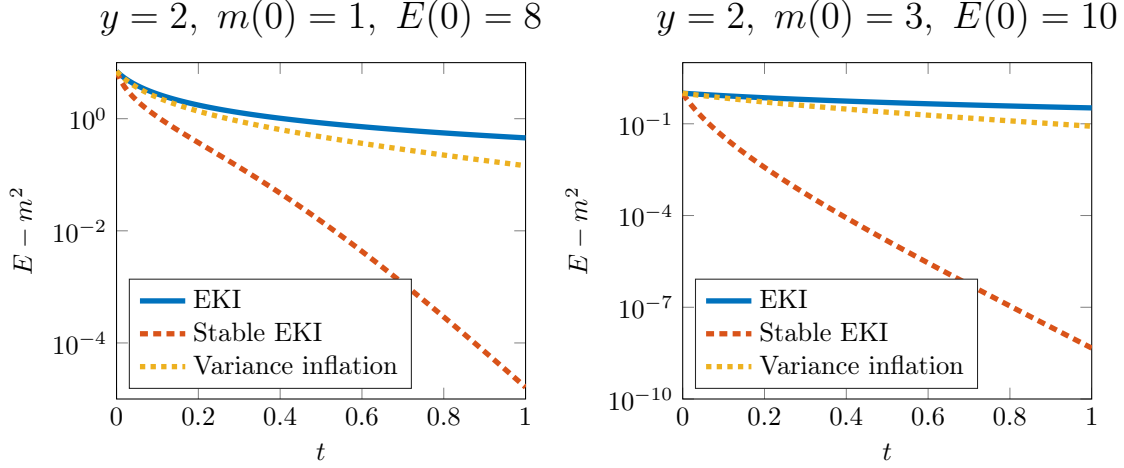 y = 2, m(0) = 1, E(0) = 8
10^0
10^{-2}
10^{-4}
E − m^2
EKI
Stable EKI
Variance inflation
0 0.2 0.4 0.6 0.8 1
t
y = 2, m(0) = 3, E(0) = 10
10^{-1}
10^{-4}
10^{-7}
10^{-10}
E − m^2
EKI
Stable EKI
Variance inflation
0 0.2 0.4 0.6 0.8 1
t